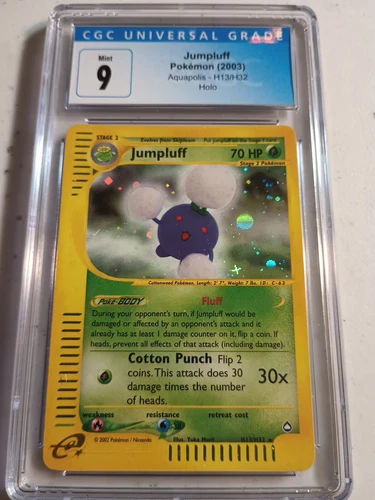 CGC UNIVERSAL GRADE
Mint
9
Jumpluff
Pokémon (2003)
Aquapolis - H13/H32
Holo
STAGE 2
Evolves from Skiploom
Put Jumpluff on the Stage 1 card
Jumpluff
70 HP
Stage 2 Pokémon
Cottonweed Pokémon. Length: 2' 7", Weight: 7 lbs. ID: C-63
Poké-BODY
Fluff
During your opponent's turn, if Jumpluff would be
damaged or affected by an opponent's attack and it
already has at least 1 damage counter on it, flip a coin. If
heads, prevent all effects of that attack (including damage).
Cotton Punch Flip 2
coins. This attack does 30
damage times the number
of heads.
30x
weakness
resistance
retreat cost
e
© 2002 Pokémon / Nintendo
Illus. Yuka Morii
H13/H32